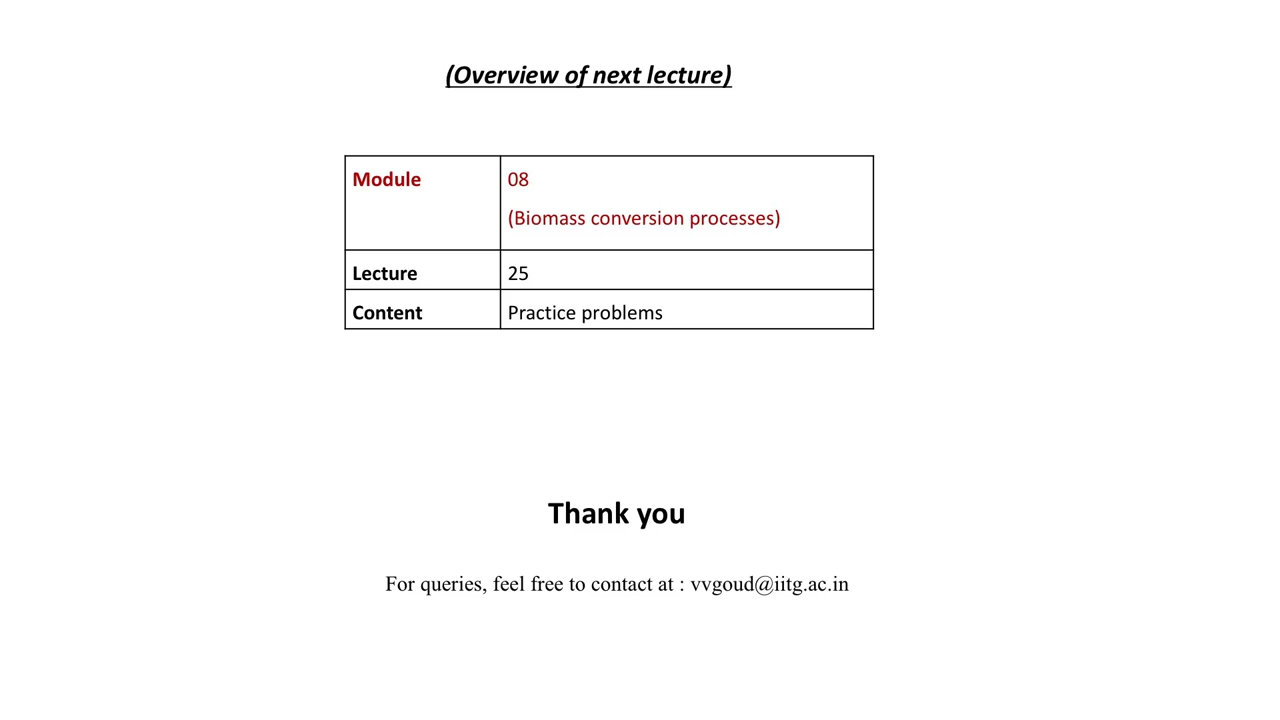 (Overview of next lecture)
Module 08
(Biomass conversion processes)
Lecture 25
Content Practice problems
Thank you
For queries, feel free to contact at : vvgoud@iitg.ac.in